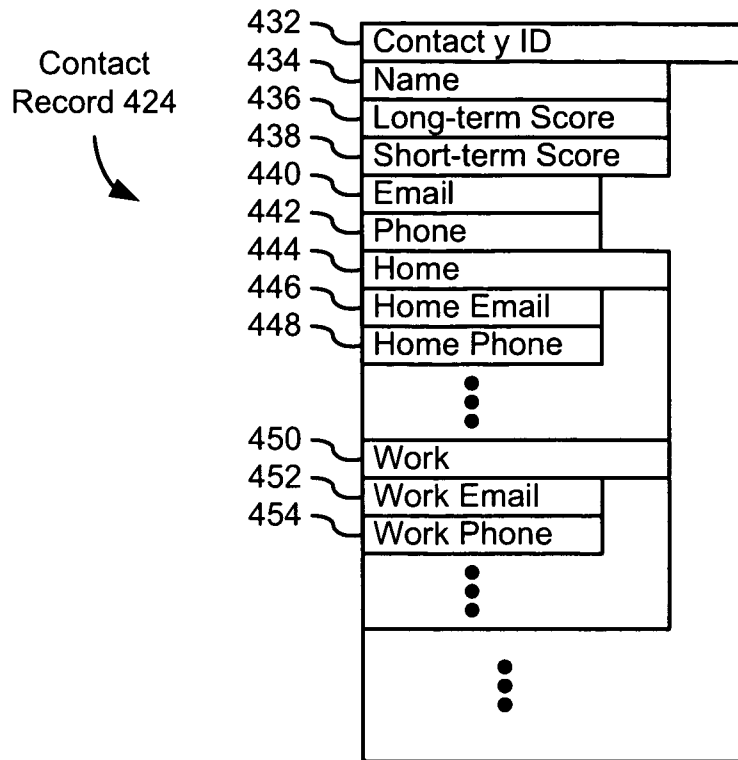 Contact
Record 424
432 Contact y ID
434 Name
436 Long-term Score
438 Short-term Score
440 Email
442 Phone
444 Home
446 Home Email
448 Home Phone
450 Work
452 Work Email
454 Work Phone